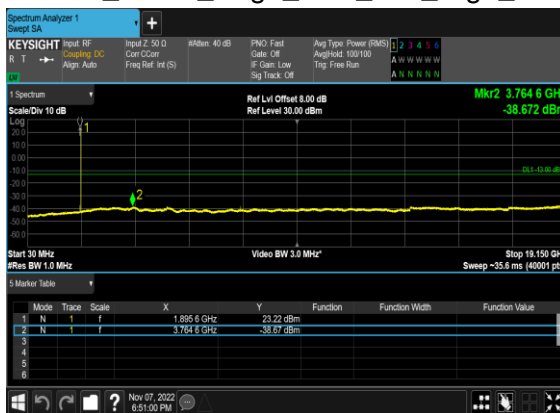 Spectrum Analyzer 1
Swept SA
+
KEYSIGHT Input: RF Input Z: 50 Ω #Atten: 40 dB PNO: Fast Avg Type: Power (RMS) 1 2 3 4 5 6
R T Coupling: DC Corr CCorr Gate: Off Avg|Hold: 100/100 A W W W W W
Align: Auto Freq Ref: Int (S) IF Gain: Low Trig: Free Run A N N N N N
LU Sig Track: Off
1 Spectrum Ref Lvl Offset 8.00 dB Mkr2 3.764 6 GH
Scale/Div 10 dB Ref Level 30.00 dBm -38.672 dBr
Log
1
20.0
10.0
0.00
-10.0 DL1 -13.00 dB
-20.0
-30.0 2
-40.0
-50.0
-60.0
Start 30 MHz Video BW 3.0 MHz* Stop 19.150 GH
#Res BW 1.0 MHz Sweep ~35.6 ms (40001 pt
5 Marker Table
Mode Trace Scale X Y Function Function Width Function Value
1 N 1 f 1.895 6 GHz 23.22 dBm
2 N 1 f 3.764 6 GHz -38.67 dBm
3
4
5
6
? Nov 07, 2022
6:51:00 PM